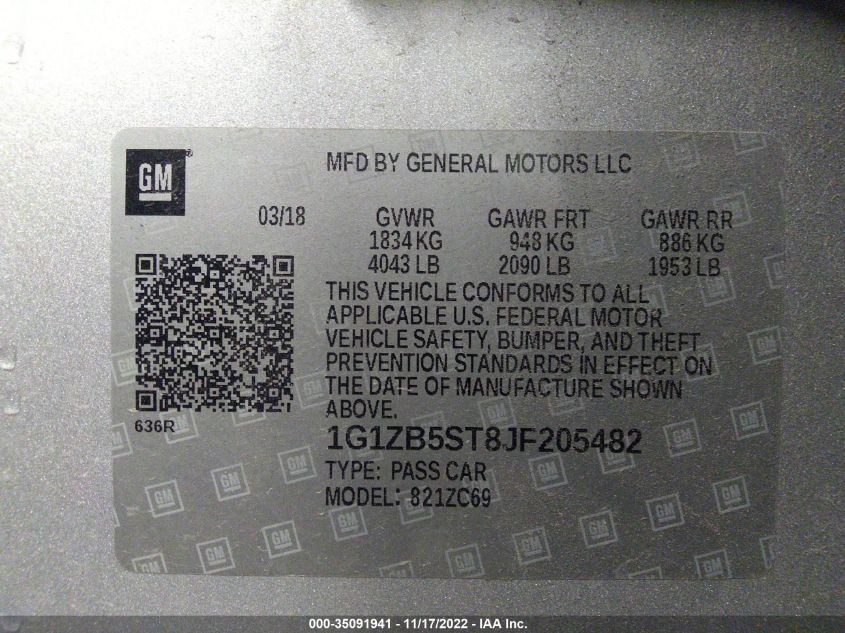 GM®
MFD BY GENERAL MOTORS LLC
03/18 GVWR GAWR FRT GAWR RR
1834 KG 948 KG 886 KG
4043 LB 2090 LB 1953 LB
THIS VEHICLE CONFORMS TO ALL
APPLICABLE U.S. FEDERAL MOTOR
VEHICLE SAFETY, BUMPER, AND THEFT
PREVENTION STANDARDS IN EFFECT ON
THE DATE OF MANUFACTURE SHOWN
ABOVE.
636R
1G1ZB5ST8JF205482
TYPE: PASS CAR
MODEL: 821ZC69
000-35091941 - 11/17/2022 - IAA Inc.